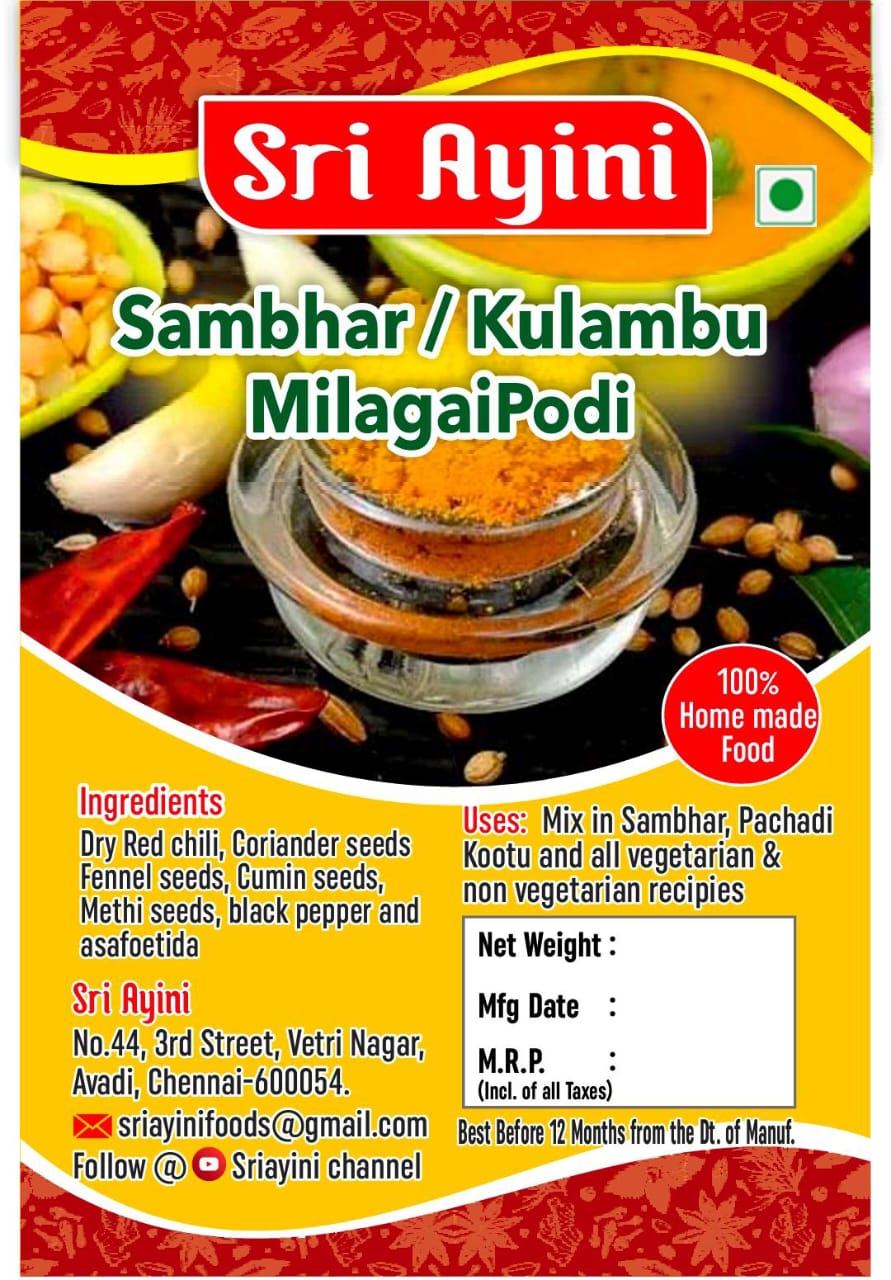 Sri Ayini
Sambhar / Kulambu
MilagaiPodi
100%
Home made
Food
Ingredients
Dry Red chili, Coriander seeds
Fennel seeds, Cumin seeds,
Methi seeds, black pepper and
asafoetida
Sri Ayini
No.44, 3rd Street, Vetri Nagar,
Avadi, Chennai-600054.
sriayinifoods@gmail.com
Follow @ Sriayini channel
Uses: Mix in Sambhar, Pachadi
Kootu and all vegetarian &
non vegetarian recipies
Net Weight :
Mfg Date :
M.R.P. :
(Incl. of all Taxes)
Best Before 12 Months from the Dt. of Manuf.